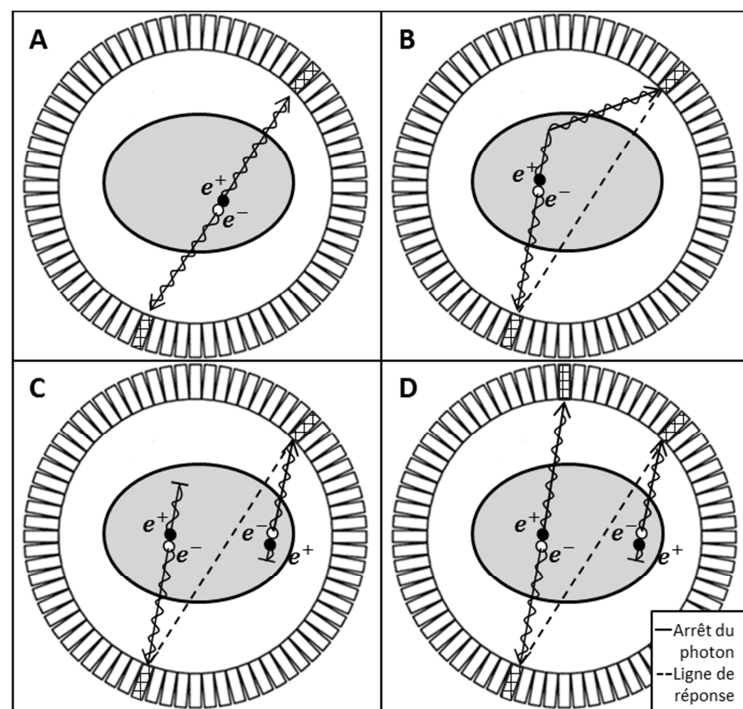 A
e⁺
e⁻
B
e⁺
e⁻
C
e⁺
e⁻
e⁻
e⁺
D
e⁺
e⁻
e⁻
e⁺
Arrêt du
photon
Ligne de
réponse